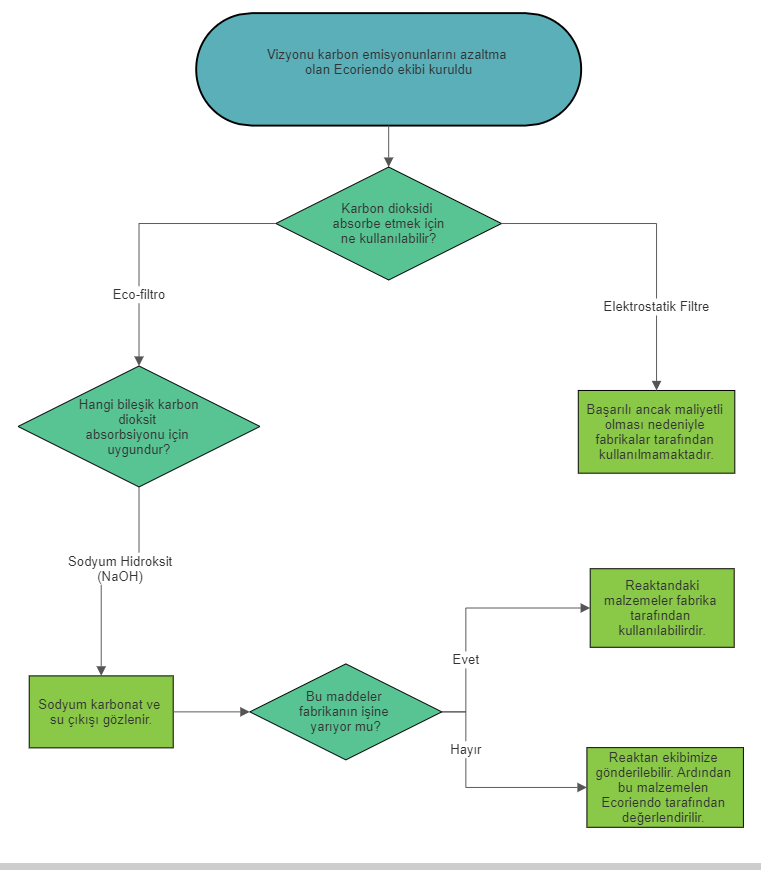 Vizyonu karbon emisyonunlarını azaltma
olan Ecoriendo ekibi kuruldu
Karbon dioksidi
absorbe etmek için
ne kullanılabilir?
Eco-filtro
Elektrostatik Filtre
Hangi bileşik karbon
dioksit
absorbsiyonu için
uygundur?
Başarılı ancak maliyetli
olması nedeniyle
fabrikalar tarafından
kullanılmamaktadır.
Sodyum Hidroksit
(NaOH)
Reaktandaki
malzemeler fabrika
tarafından
kullanılabilirdir.
Evet
Sodyum karbonat ve
su çıkışı gözlenir.
Bu maddeler
fabrikanın işine
yarıyor mu?
Hayır
Reaktan ekibimize
gönderilebilir. Ardından
bu malzemelen
Ecoriendo tarafından
değerlendirilir.